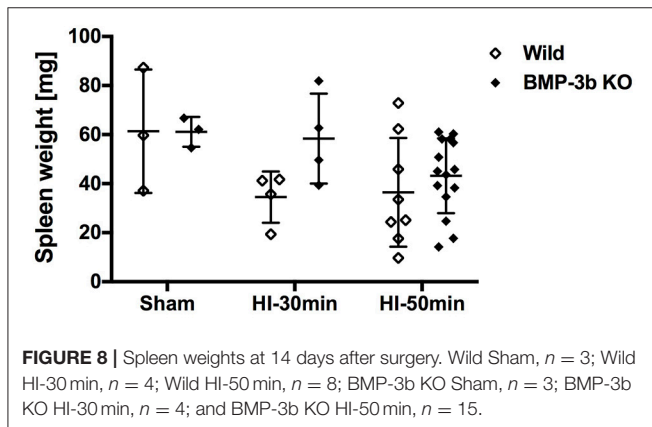 100
80
60
40
20
0
Spleen weight [mg]
Sham
HI-30min
HI-50min
Wild
BMP-3b KO
FIGURE 8 | Spleen weights at 14 days after surgery. Wild Sham, n = 3; Wild
HI-30 min, n = 4; Wild HI-50 min, n = 8; BMP-3b KO Sham, n = 3; BMP-3b
KO HI-30 min, n = 4; and BMP-3b KO HI-50 min, n = 15.